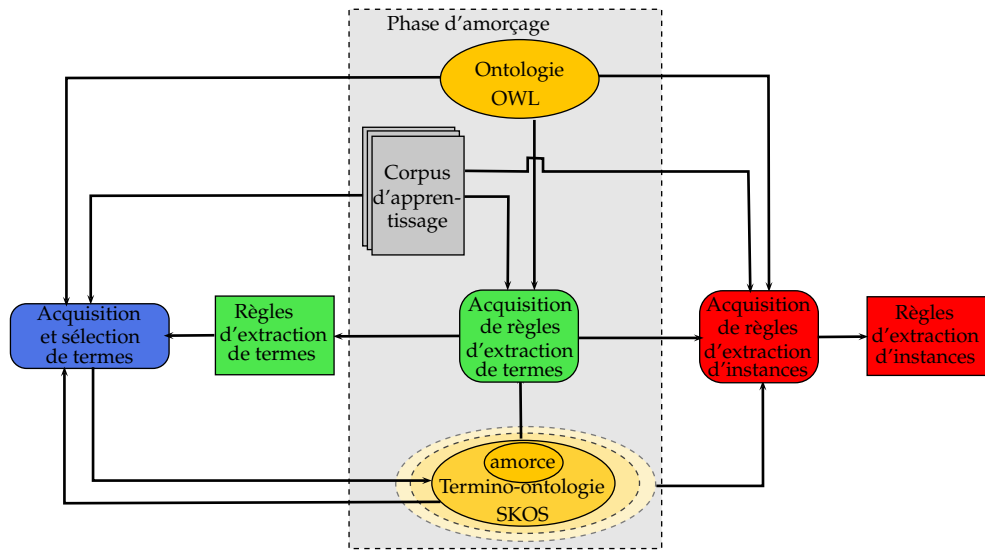 Phase d'amorçage
Ontologie
OWL
Corpus
d'appren-
tissage
Acquisition
et sélection
de termes
Règles
d'extraction
de termes
Acquisition
de règles
d'extraction
de termes
Acquisition
de règles
d'extraction
d'instances
Règles
d'extraction
d'instances
amorce
Termino-ontologie
SKOS